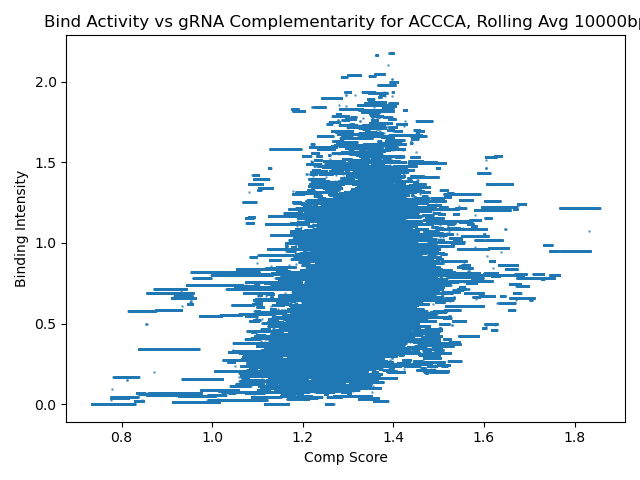 Bind Activity vs gRNA Complementarity for ACCCA, Rolling Avg 10000b
2.0
1.5
1.0
0.5
0.0
Binding Intensity
0.8 1.0 1.2 1.4 1.6 1.8
Comp Score